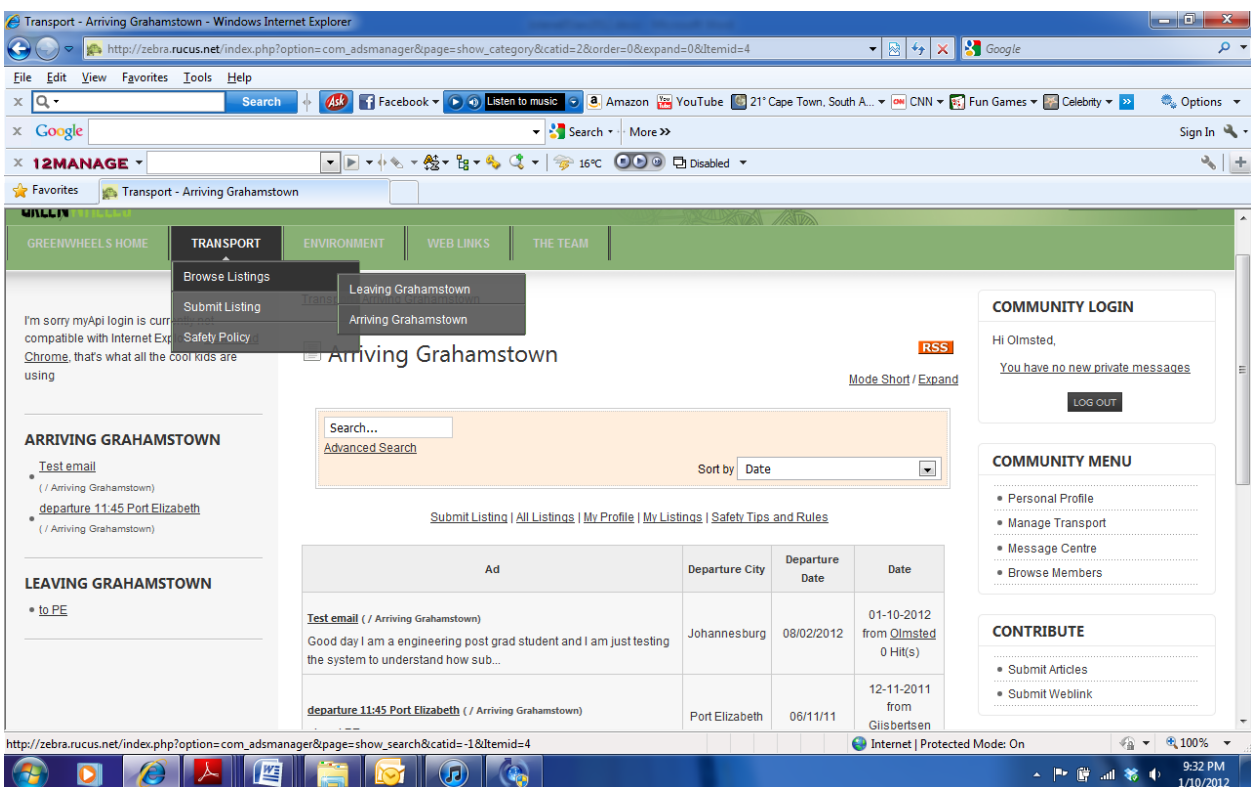 Transport - Arriving Grahamstown - Windows Internet Explorer
http://zebra.rucus.net/index.php?option=com_adsmanager&page=show_category&catid=2&order=0&expand=0&Itemid=4
Google
File Edit View Favorites Tools Help
x Search Ask Facebook Listen to music a Amazon YouTube 21° Cape Town, South A... CNN Fun Games Celebrity >> Options
x Google Search More >> Sign In
x 12MANAGE 16°C Disabled
Favorites Transport - Arriving Grahamstown
GREENWHEELS
GREENWHEELS HOME TRANSPORT ENVIRONMENT WEB LINKS THE TEAM
Browse Listings
Submit Listing
Safety Policy
Leaving Grahamstown
Arriving Grahamstown
I'm sorry myApi login is currently not
compatible with Internet
Chrome, that's what all the cool kids are
using
ARRIVING GRAHAMSTOWN
Test email
( / Arriving Grahamstown)
departure 11:45 Port Elizabeth
( / Arriving Grahamstown)
LEAVING GRAHAMSTOWN
to PE
Arriving Grahamstown
RSS
Mode Short / Expand
Search...
Advanced Search
Sort by Date
Submit Listing | All Listings | My Profile | My Listings | Safety Tips and Rules
Ad Departure City Departure Date Date
Test email ( / Arriving Grahamstown)
Good day I am a engineering post grad student and I am just testing
the system to understand how sub...
Johannesburg
08/02/2012
01-10-2012
from Olmsted
0 Hit(s)
departure 11:45 Port Elizabeth ( / Arriving Grahamstown)
Port Elizabeth
06/11/11
12-11-2011
from
Gijsbertsen
COMMUNITY LOGIN
Hi Olmsted,
You have no new private messages
LOG OUT
COMMUNITY MENU
Personal Profile
Manage Transport
Message Centre
Browse Members
CONTRIBUTE
Submit Articles
Submit Weblink
http://zebra.rucus.net/index.php?option=com_adsmanager&page=show_search&catid=-1&Itemid=4
Internet | Protected Mode: On
100%
9:32 PM
1/10/2012